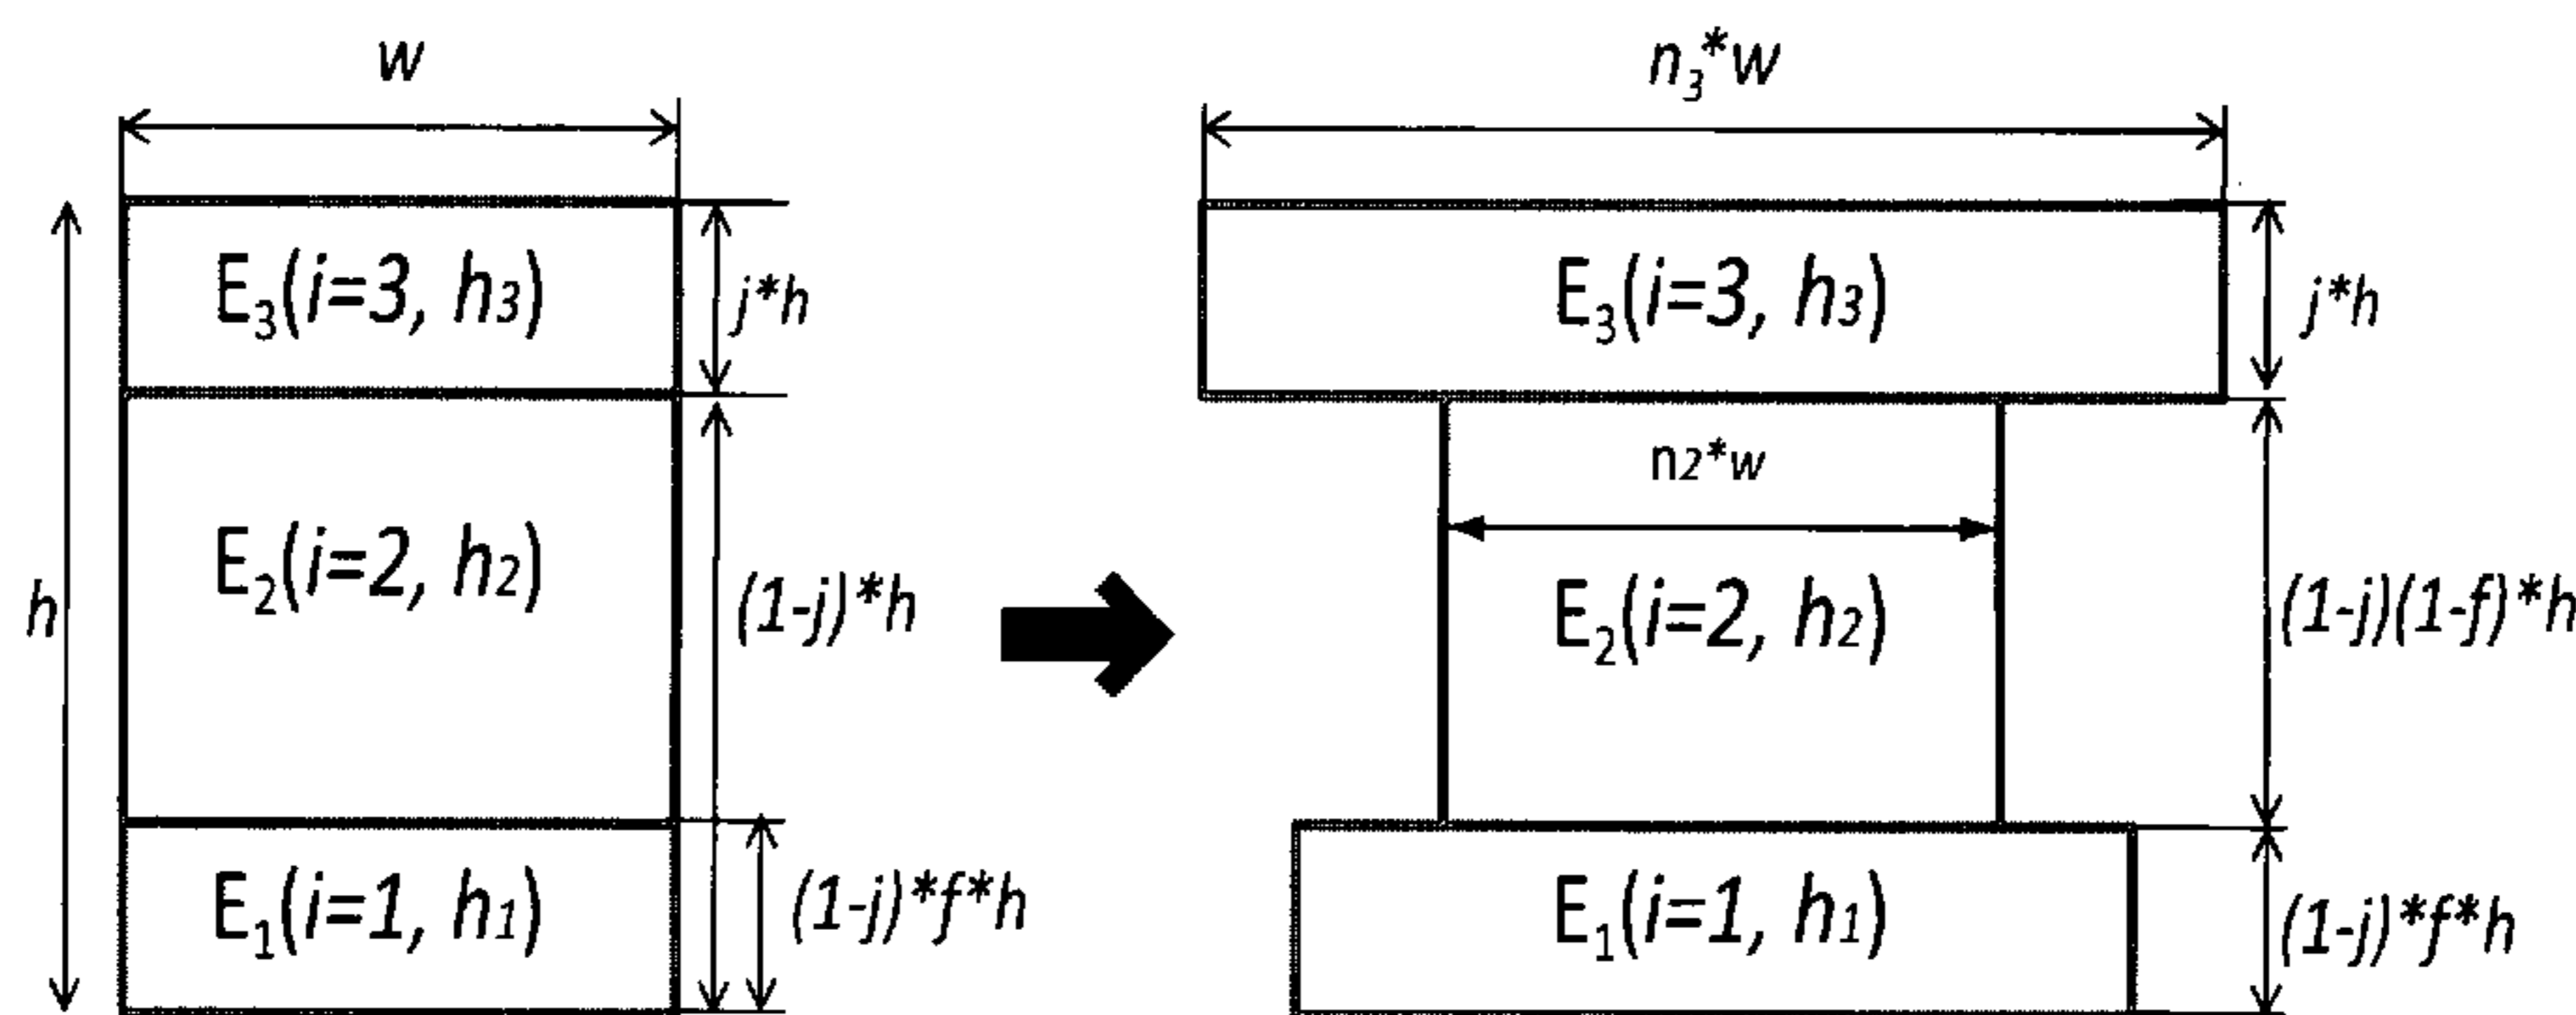 w
E₃(i=3, h₃)
j*h
h
E₂(i=2, h₂)
(1-j)*h
E₁(i=1, h₁)
(1-j)*f*h
n₃*w
E₃(i=3, h₃)
j*h
n₂*w
E₂(i=2, h₂)
(1-j)(1-f)*h
E₁(i=1, h₁)
(1-j)*f*h